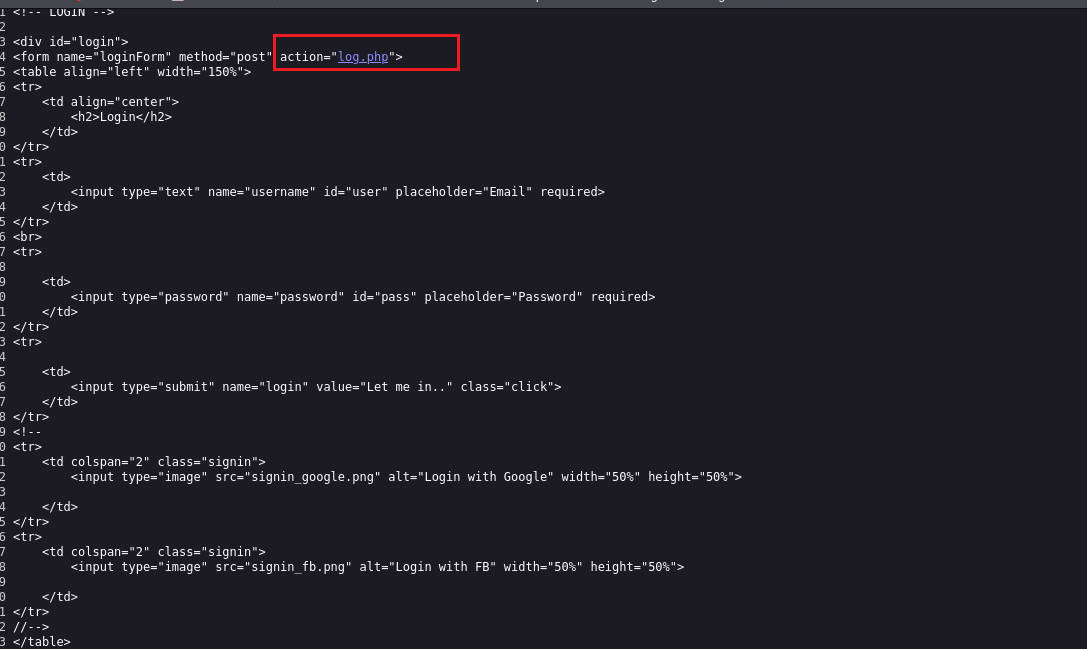 1 <!-- LOGIN -->
2
3 <div id="login">
4 <form name="loginForm" method="post" action="log.php">
5 <table align="left" width="150%">
6 <tr>
7     <td align="center">
8         <h2>Login</h2>
9     </td>
0 </tr>
1 <tr>
2     <td>
3         <input type="text" name="username" id="user" placeholder="Email" required>
4     </td>
5 </tr>
6 <br>
7 <tr>
8
9     <td>
0         <input type="password" name="password" id="pass" placeholder="Password" required>
1     </td>
2 </tr>
3 <tr>
4
5     <td>
6         <input type="submit" name="login" value="Let me in.." class="click">
7     </td>
8 </tr>
9 <!--
0 <tr>
1     <td colspan="2" class="signin">
2         <input type="image" src="signin_google.png" alt="Login with Google" width="50%" height="50%">
3
4     </td>
5 </tr>
6 <tr>
7     <td colspan="2" class="signin">
8         <input type="image" src="signin_fb.png" alt="Login with FB" width="50%" height="50%">
9
0     </td>
1 </tr>
2 //-->
3 </table>